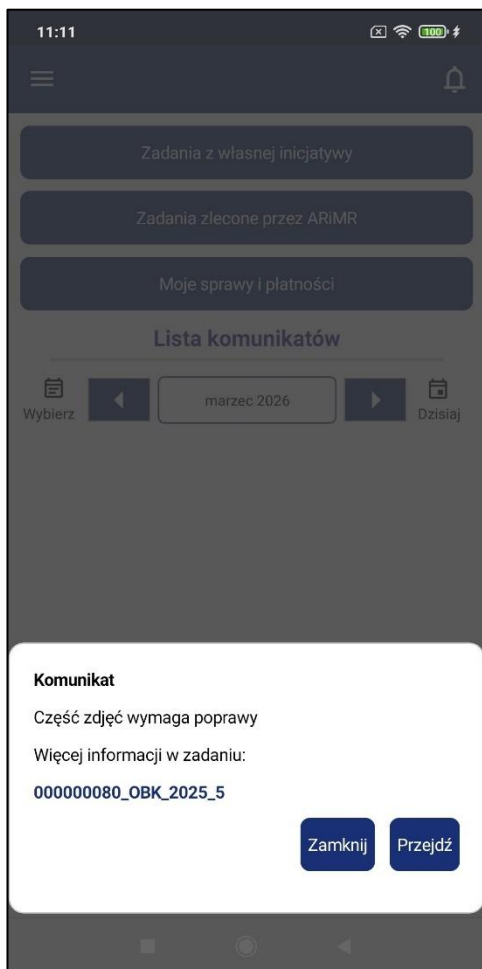 11:11
100
Zadania z własnej inicjatywy
Zadania zlecone przez ARiMR
Moje sprawy i płatności
Lista komunikatów
Wybierz
marzec 2026
Dzisiaj
Komunikat
Część zdjęć wymaga poprawy
Więcej informacji w zadaniu:
000000080_OBK_2025_5
Zamknij
Przejdź